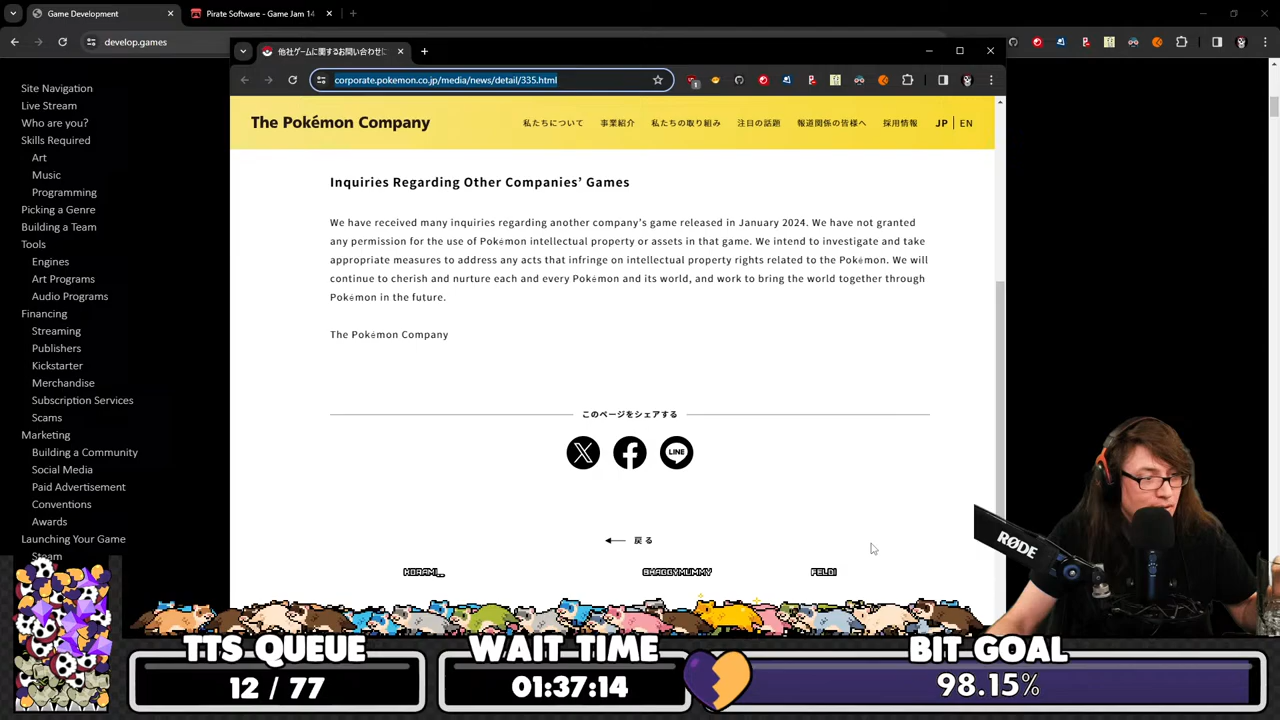 Game Development
Pirate Software - Game Jam 14
develop.games
Site Navigation
Live Stream
Who are you?
Skills Required
Art
Music
Programming
Picking a Genre
Building a Team
Tools
Engines
Art Programs
Audio Programs
Financing
Streaming
Publishers
Kickstarter
Merchandise
Subscription Services
Scams
Marketing
Building a Community
Social Media
Paid Advertisement
Conventions
Awards
Launching Your Game
Steam
他社ゲームに関するお問い合わせに
corporate.pokemon.co.jp/media/news/detail/335.html
The Pokémon Company
私たちについて 事業紹介 私たちの取り組み 注目の話題 報道関係の皆様へ 採用情報 JP | EN
Inquiries Regarding Other Companies’ Games
We have received many inquiries regarding another company’s game released in January 2024. We have not granted
any permission for the use of Pokémon intellectual property or assets in that game. We intend to investigate and take
appropriate measures to address any acts that infringe on intellectual property rights related to the Pokémon. We will
continue to cherish and nurture each and every Pokémon and its world, and work to bring the world together through
Pokémon in the future.
The Pokémon Company
このページをシェアする
LINE
戻る
RØDE
SHAGGYMUMMY
TTS QUEUE
12 / 77
WAIT TIME
01:37:14
BIT GOAL
98.15%